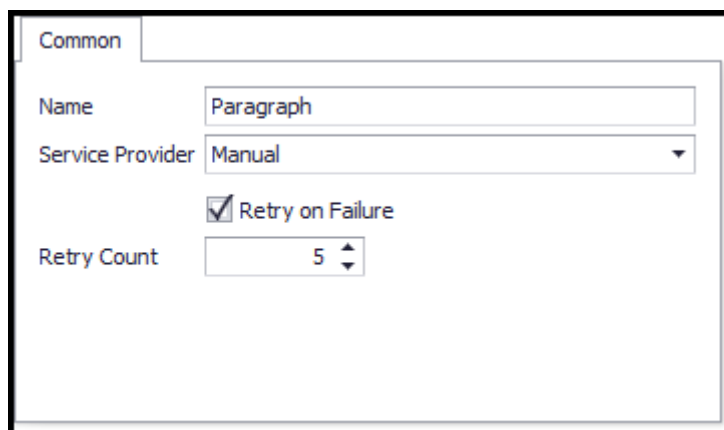 Common
Name Paragraph
Service Provider Manual
Retry on Failure
Retry Count 5